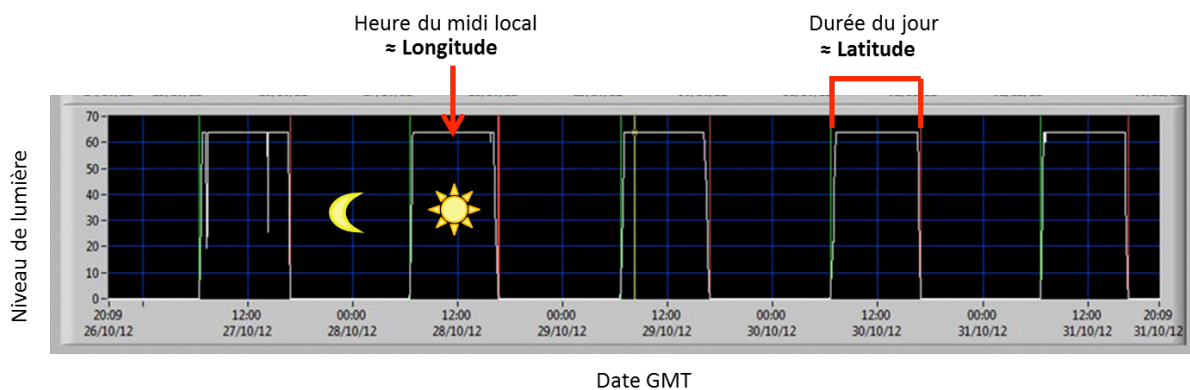 Heure du midi local
≈ Longitude
Durée du jour
≈ Latitude
Niveau de lumière
70
60
50
40
30
20
10
0
20:09 12:00 00:00 12:00 00:00 12:00 00:00 12:00 00:00 12:00 20:09
26/10/12 27/10/12 28/10/12 28/10/12 29/10/12 29/10/12 30/10/12 30/10/12 31/10/12 31/10/12 31/10/12
Date GMT